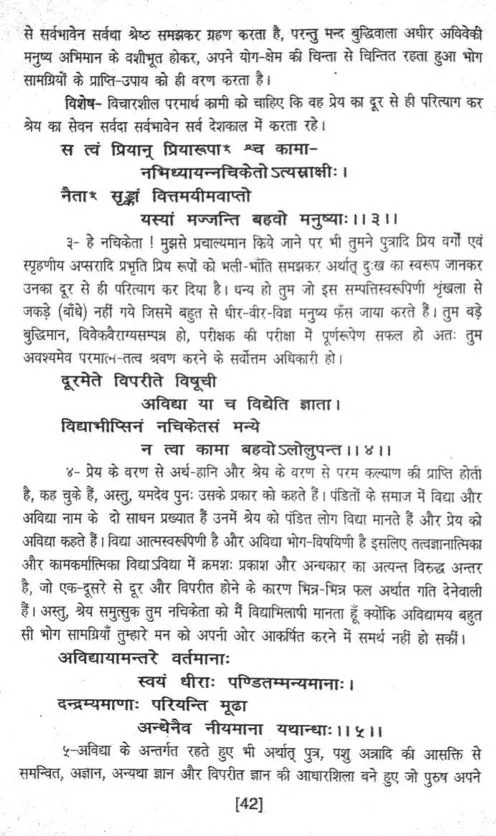 से सर्वभावेन सर्वथा श्रेष्ठ समझकर ग्रहण करता है, परन्तु मन्द बुद्धिवाला अधीर अविवेकी
मनुष्य अभिमान के वशीभूत होकर, अपने योग-क्षेम की चिन्ता से चिन्तित रहता हुआ भोग
सामग्रियों के प्राप्ति-उपाय को ही वरण करता है।
विशेष- विचारशील परमार्थ कामी को चाहिए कि वह प्रेय का दूर से ही परित्याग कर
श्रेय का सेवन सर्वदा सर्वभावेन सर्व देशकाल में करता रहे।
स त्वं प्रियान् प्रियारूपाꣳ श्च कामा-
नभिध्यायन्नचिकेतोऽत्यस्राक्षीः।
नैताꣳ सृङ्कां वित्तमयीमवाप्तो
यस्यां मज्जन्ति बहवो मनुष्याः।।३।।
३- हे नचिकेता ! मुझसे प्रचाल्यमान किये जाने पर भी तुमने पुत्रादि प्रिय वर्गों एवं
स्पृहणीय अप्सरादि प्रभृति प्रिय रूपों को भली-भाँति समझकर अर्थात् दुःख का स्वरूप जानकर
उनका दूर से ही परित्याग कर दिया है। धन्य हो तुम जो इस सम्पत्तिस्वरूपिणी शृंखला से
जकड़े (बाँधे) नहीं गये जिसमें बहुत से धीर-वीर-विज्ञ मनुष्य फँस जाया करते हैं। तुम बड़े
बुद्धिमान, विवेकवैराग्यसम्पन्न हो, परीक्षक की परीक्षा में पूर्णरूपेण सफल हो अतः तुम
अवश्यमेव परमात्म-तत्व श्रवण करने के सर्वोत्तम अधिकारी हो।
दूरमेते विपरीते विषूची
अविद्या या च विद्येति ज्ञाता।
विद्याभीप्सिनं नचिकेतसं मन्ये
न त्वा कामा बहवोऽलोलुपन्त।।४।।
४- प्रेय के वरण से अर्थ-हानि और श्रेय के वरण से परम कल्याण की प्राप्ति होती
है, कह चुके हैं, अस्तु, यमदेव पुनः उसके प्रकार को कहते हैं। पंडितों के समाज में विद्या और
अविद्या नाम के दो साधन प्रख्यात हैं उनमें श्रेय को पंडित लोग विद्या मानते हैं और प्रेय को
अविद्या कहते हैं। विद्या आत्मस्वरूपिणी है और अविद्या भोग-विषयिणी है इसलिए तत्वज्ञानात्मिका
और कामकर्मात्मिका विद्याऽविद्या में क्रमशः प्रकाश और अन्धकार का अत्यन्त विरुद्ध अन्तर
है, जो एक-दूसरे से दूर और विपरीत होने के कारण भिन्न-भिन्न फल अर्थात गति देनेवाली
हैं। अस्तु, श्रेय समुत्सुक तुम नचिकेता को मैं विद्याभिलाषी मानता हूँ क्योंकि अविद्यामय बहुत
सी भोग सामग्रियाँ तुम्हारे मन को अपनी ओर आकर्षित करने में समर्थ नहीं हो सकीं।
अविद्यायामन्तरे वर्तमानाः
स्वयं धीराः पण्डितम्मन्यमानाः।
दन्द्रम्यमाणाः परियन्ति मूढा
अन्धेनैव नीयमाना यथान्धाः।।५।।
५-अविद्या के अन्तर्गत रहते हुए भी अर्थात् पुत्र, पशु अन्नादि की आसक्ति से
समन्वित, अज्ञान, अन्यथा ज्ञान और विपरीत ज्ञान की आधारशिला बने हुए जो पुरुष अपने
[42]